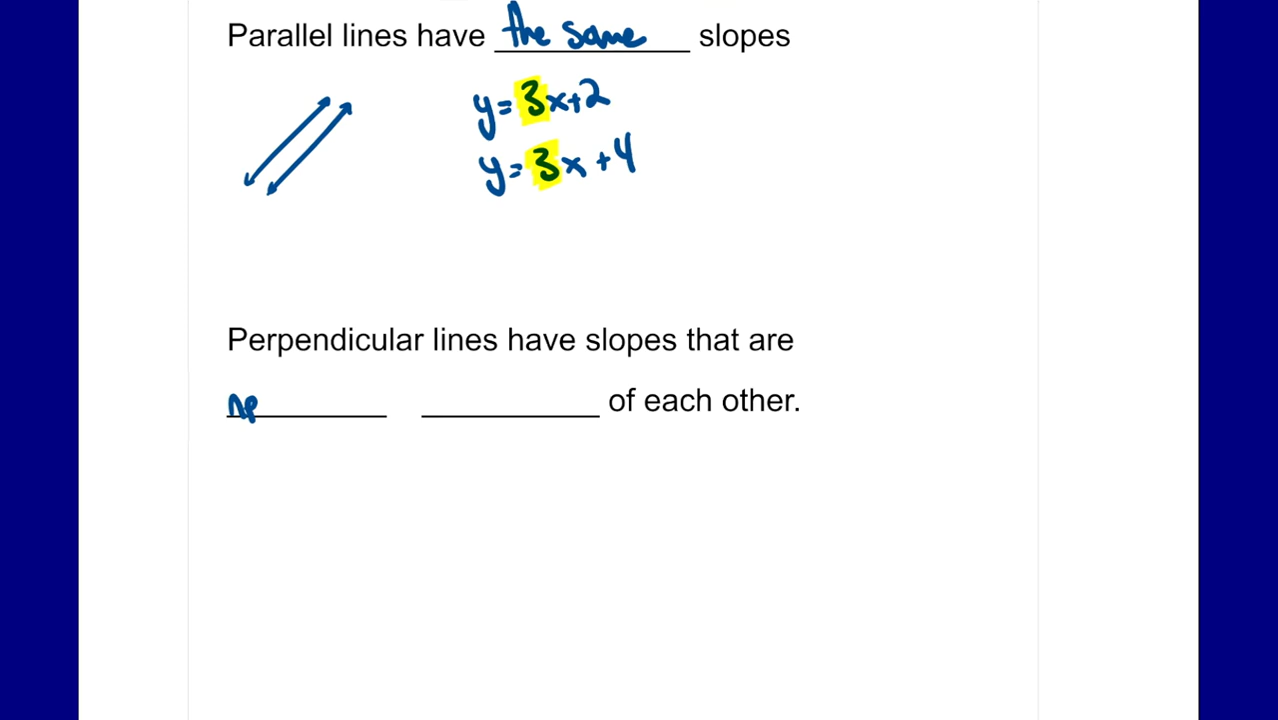 Parallel lines have the same slopes
y=3x+2
y=3x+4
Perpendicular lines have slopes that are
ne of each other.